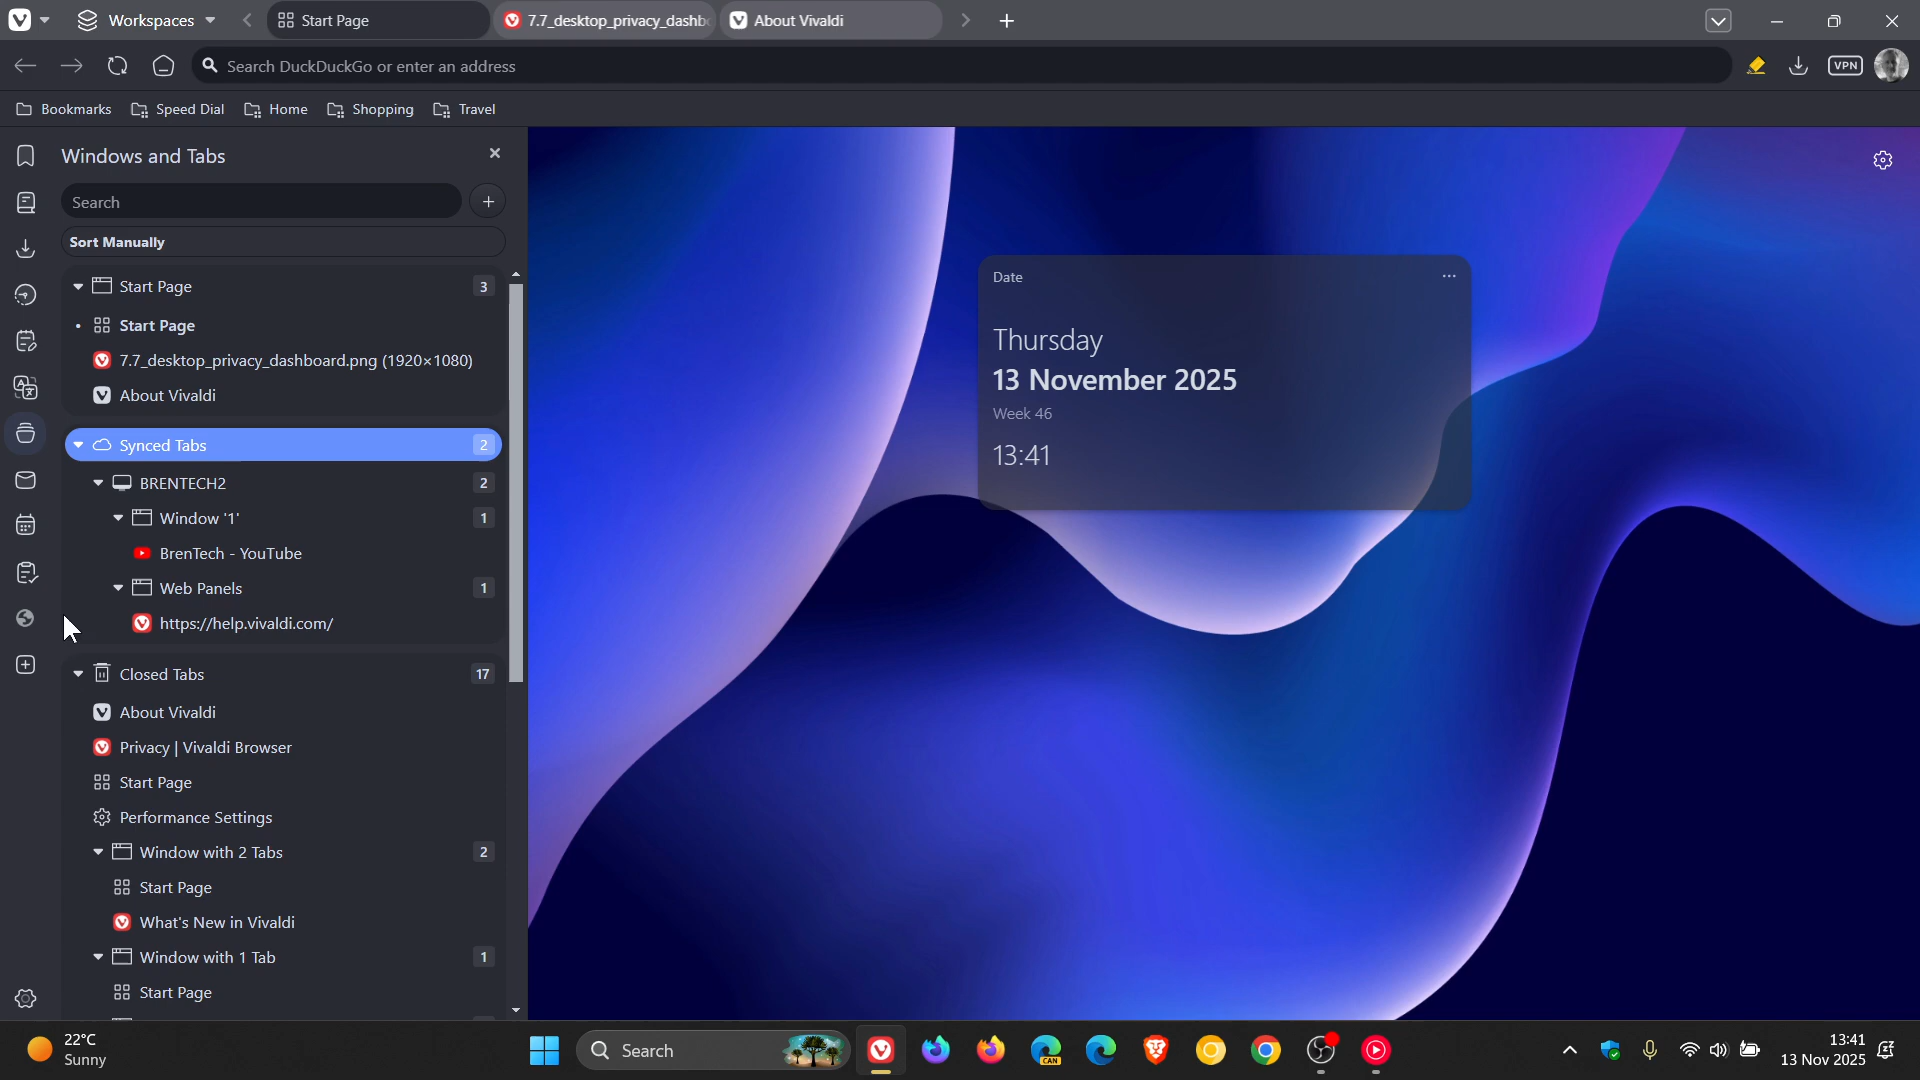 Workspaces
Start Page
7.7_desktop_privacy_dashb
About Vivaldi
Search DuckDuckGo or enter an address
VPN
Bookmarks
Speed Dial
Home
Shopping
Travel
Windows and Tabs
Search
Sort Manually
Start Page 3
Start Page
7.7_desktop_privacy_dashboard.png (1920×1080)
About Vivaldi
Synced Tabs 2
BRENTECH2 2
Window '1' 1
BrenTech - YouTube
Web Panels 1
https://help.vivaldi.com/
Closed Tabs 17
About Vivaldi
Privacy | Vivaldi Browser
Start Page
Performance Settings
Window with 2 Tabs 2
Start Page
What's New in Vivaldi
Window with 1 Tab 1
Start Page
Date
Thursday
13 November 2025
Week 46
13:41
22°C
Sunny
Search
CAN
13:41
13 Nov 2025